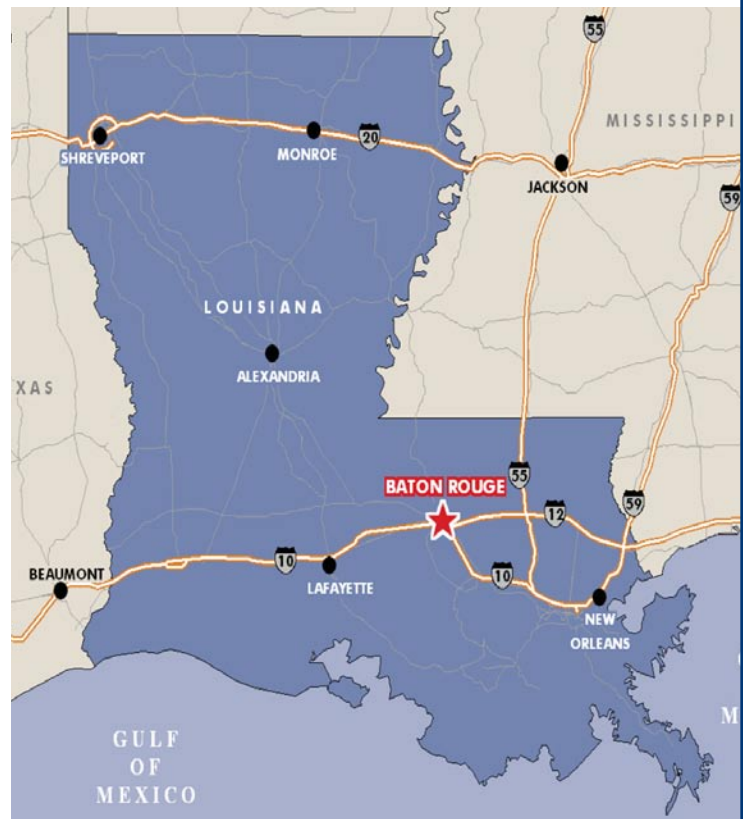 55
MISSISSIPPI
20
SHREVEPORT
MONROE
JACKSON
59
LOUISIANA
ALEXANDRIA
XAS
BATON ROUGE
55
12
59
10
BEAUMONT
LAFAYETTE
10
NEW
ORLEANS
M
GULF
OF
MEXICO